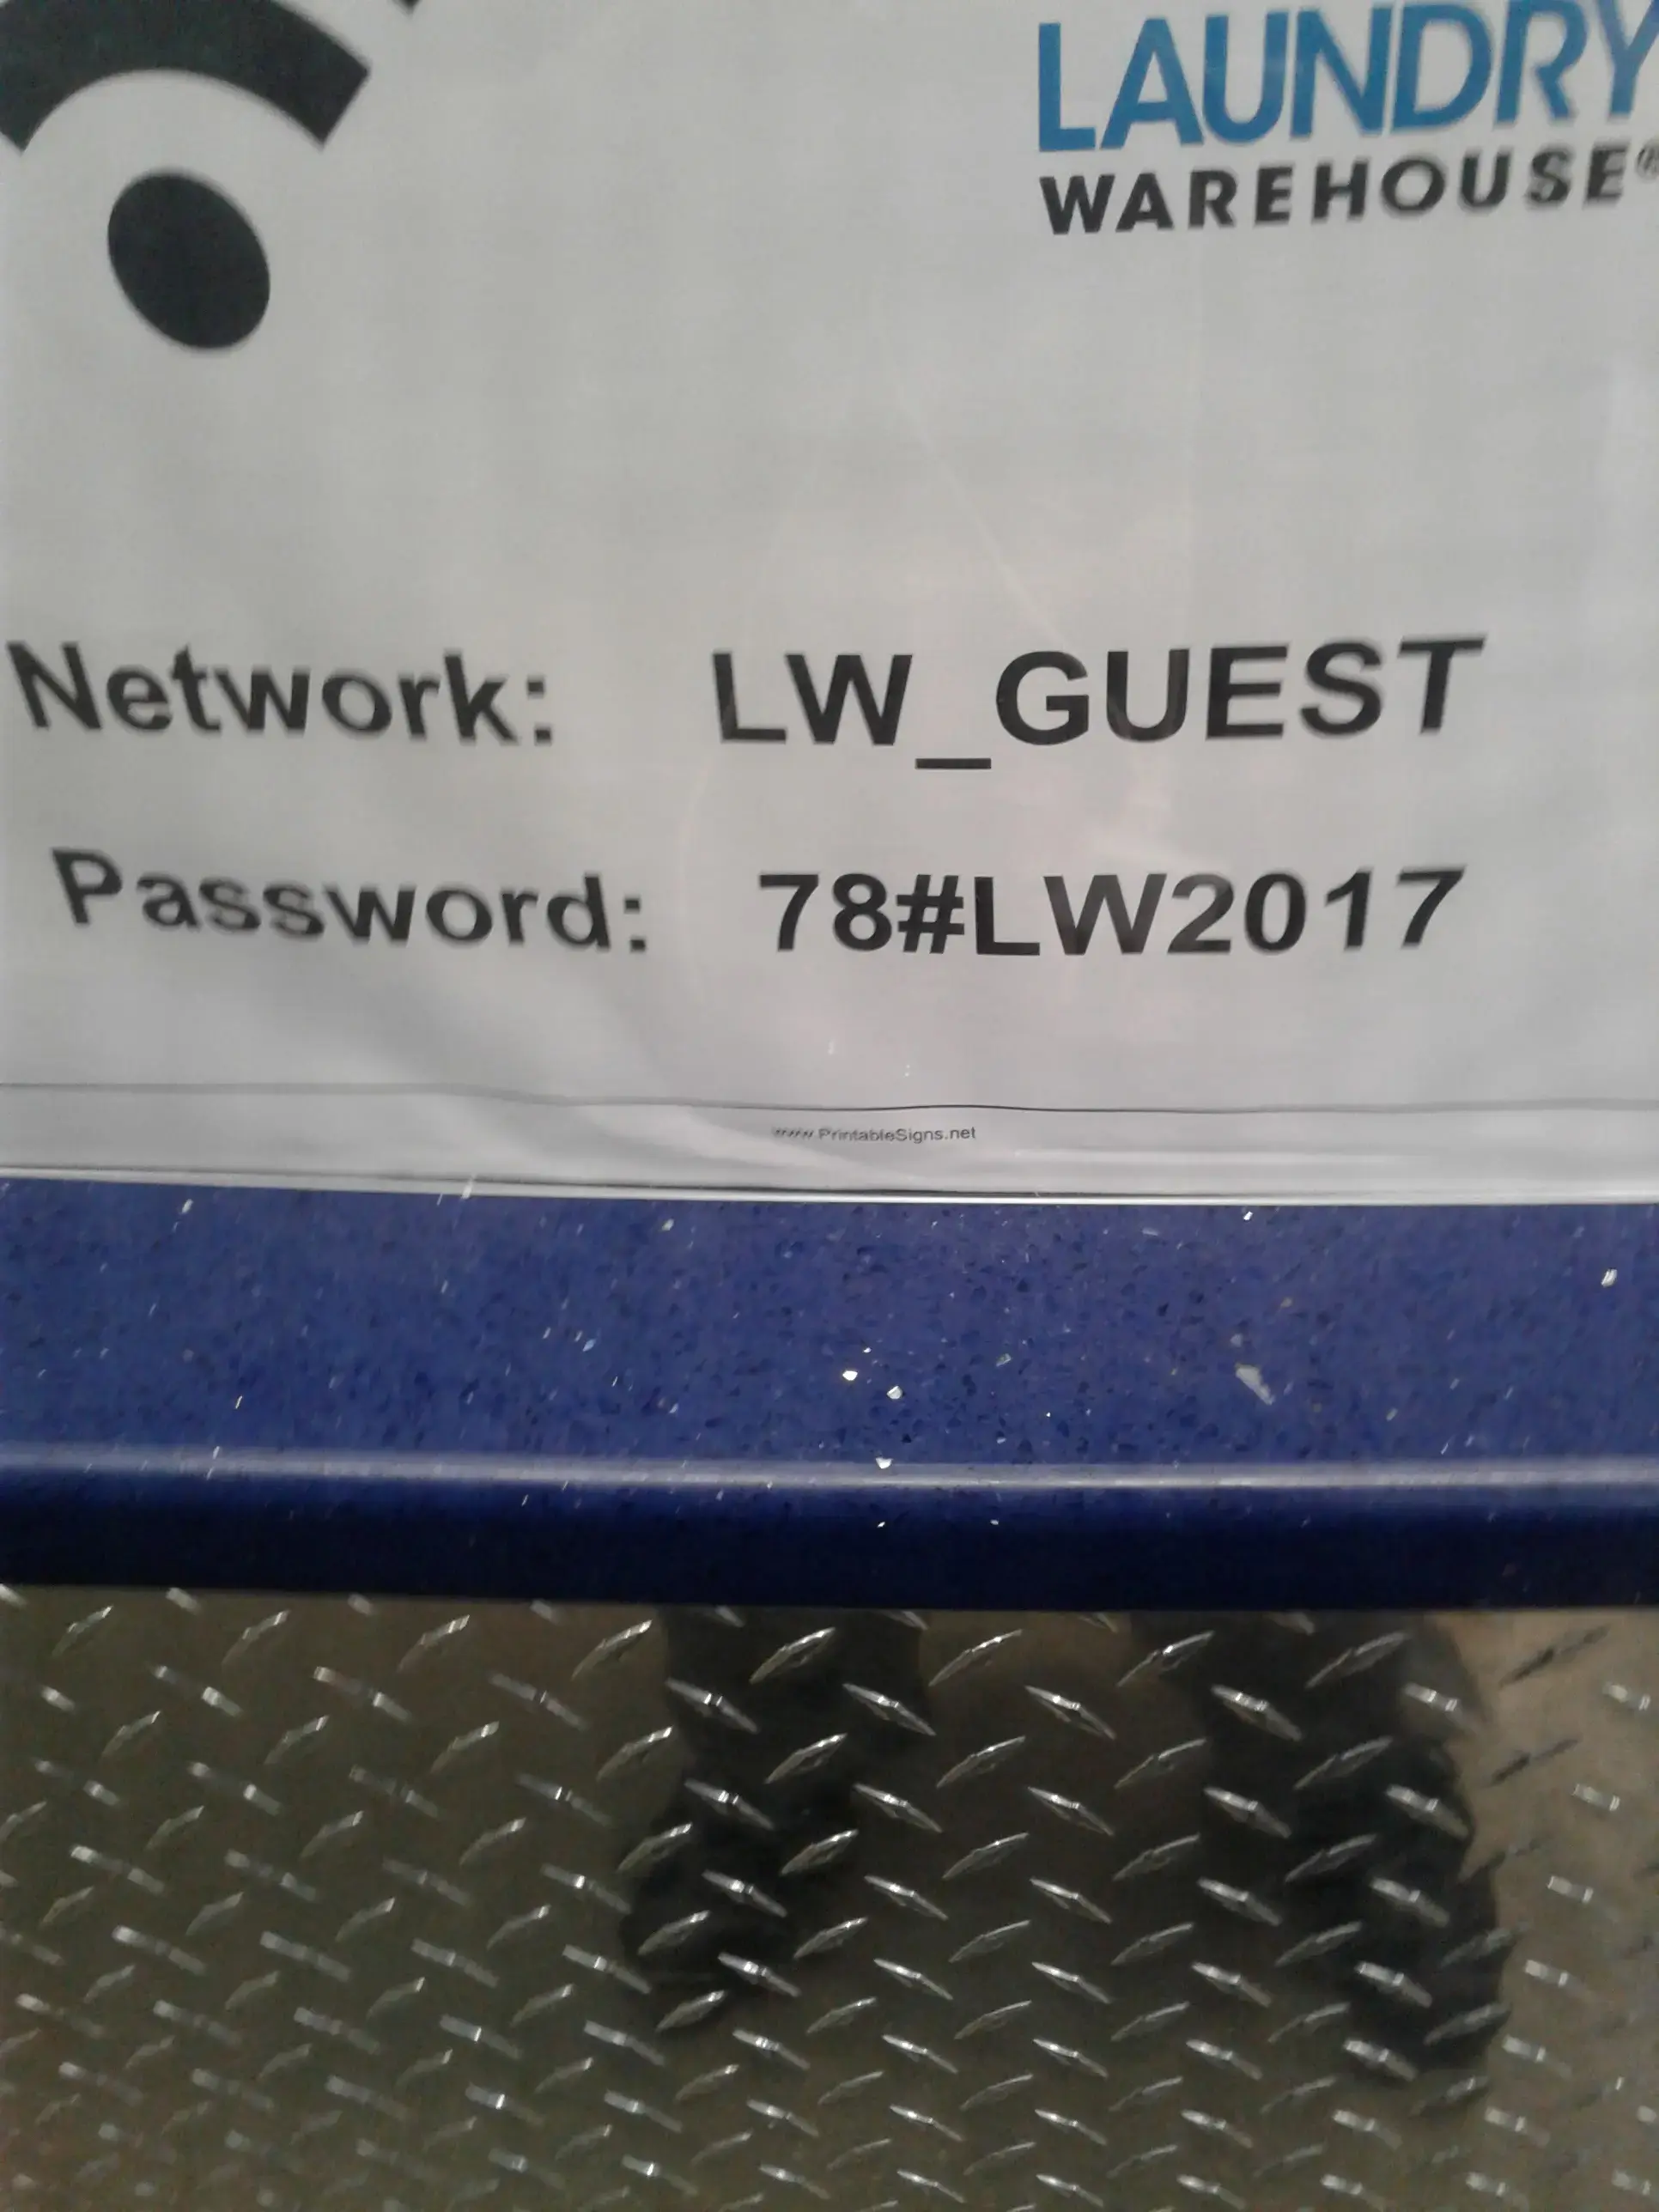 LAUNDRY
WAREHOUSE®
Network: LW_GUEST
Password: 78#LW2017
www.PrintableSigns.net